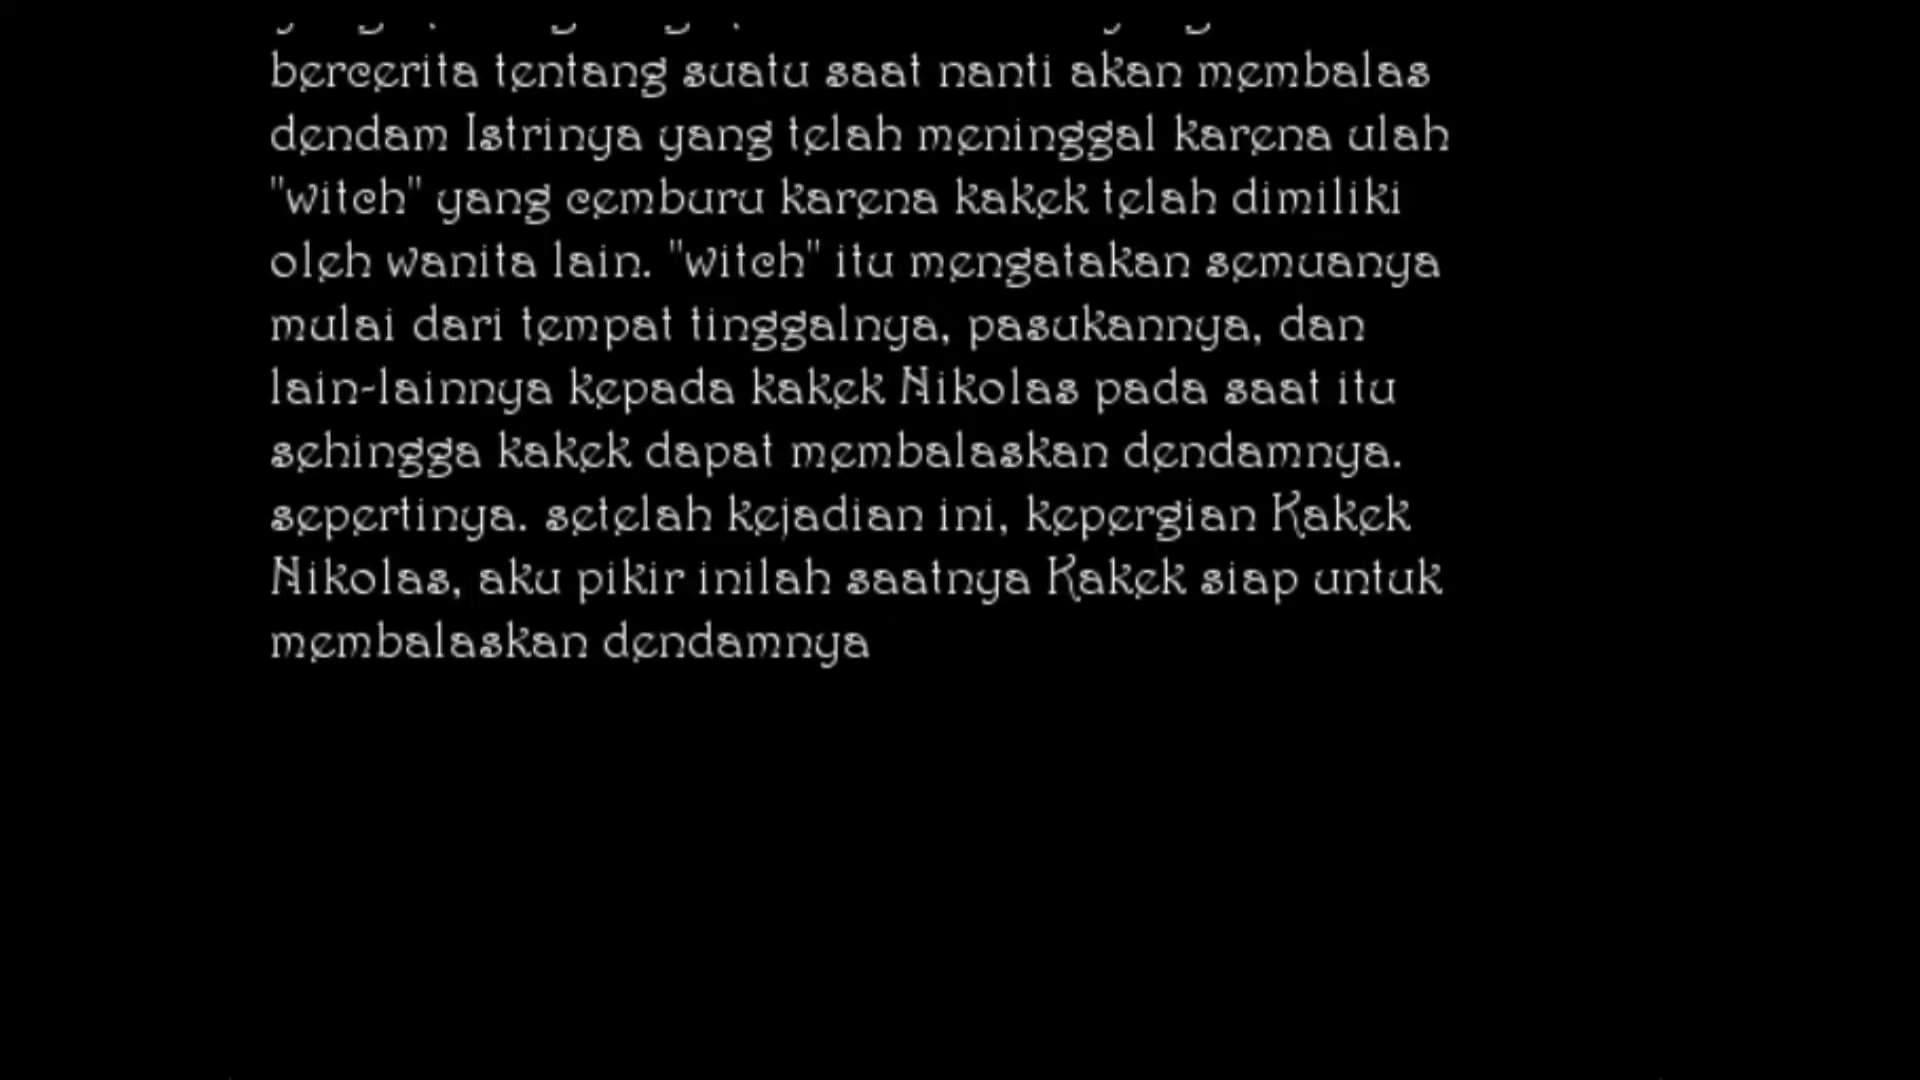 bercerita tentang suatu saat nanti akan membalas
dendam Istrinya yang telah meninggal karena ulah
"witch" yang cemburu karena kakek telah dimiliki
oleh wanita lain. "witch" itu mengatakan semuanya
mulai dari tempat tinggalnya, pasukannya, dan
lain-lainnya kepada kakek Nikolas pada saat itu
sehingga kakek dapat membalaskan dendamnya.
sepertinya. setelah kejadian ini, kepergian Kakek
Nikolas, aku pikir inilah saatnya Kakek siap untuk
membalaskan dendamnya